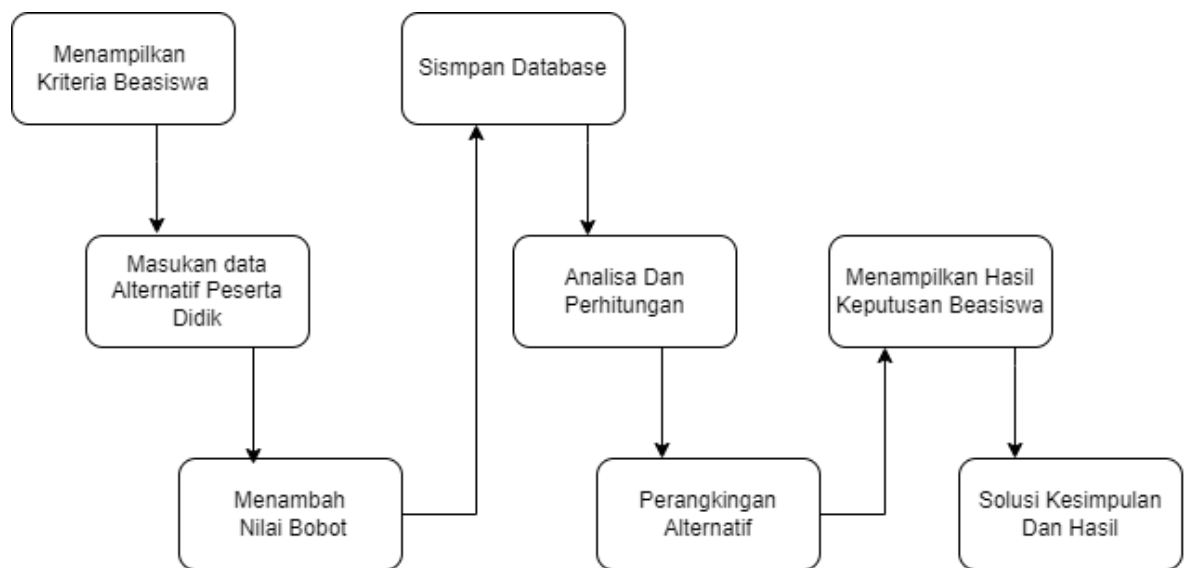 Menampilkan
Kriteria Beasiswa
Masukan data
Alternatif Peserta
Didik
Menambah
Nilai Bobot
Sismpan Database
Analisa Dan
Perhitungan
Perangkingan
Alternatif
Menampilkan Hasil
Keputusan Beasiswa
Solusi Kesimpulan
Dan Hasil